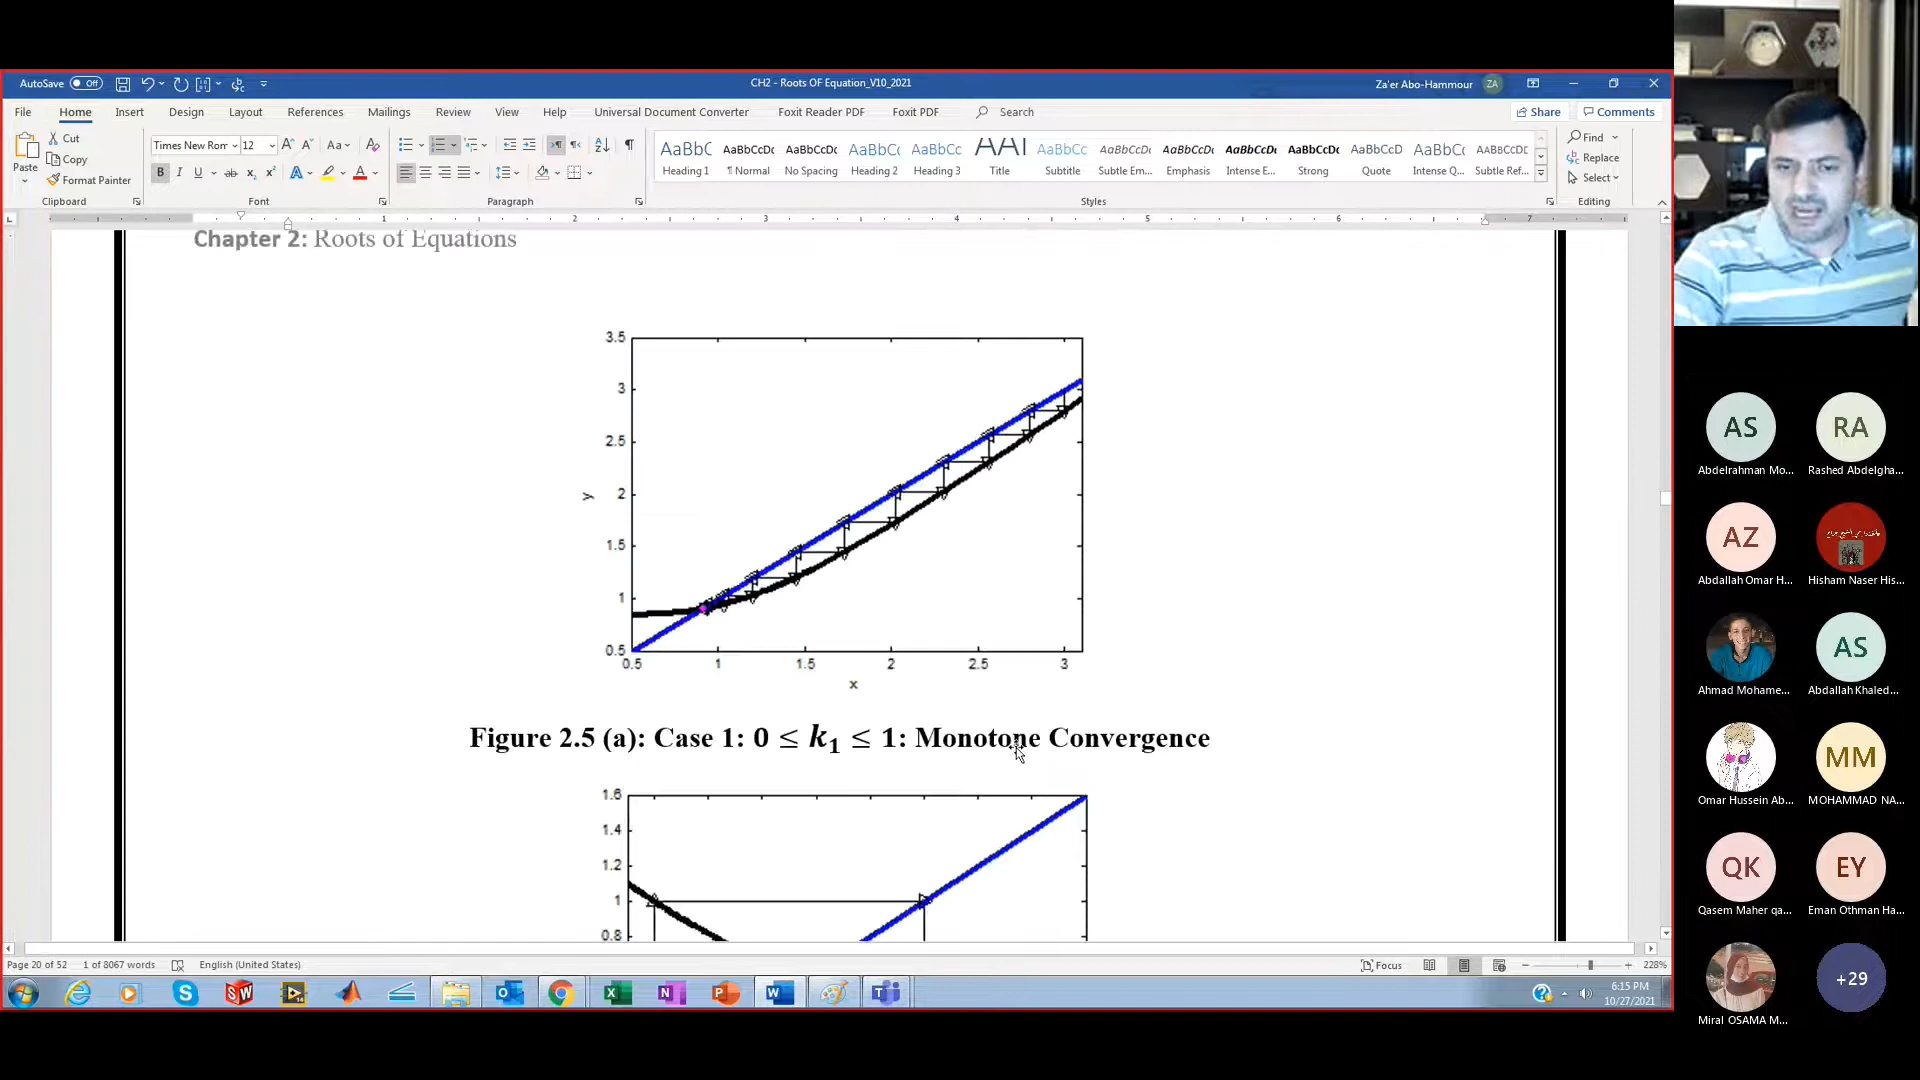 AutoSave Off
CH2 - Roots OF Equation_V10_2021
Za'er Abo-Hammour ZA
File Home Insert Design Layout References Mailings Review View Help Universal Document Converter Foxit Reader PDF Foxit PDF Search
Share Comments
Paste
Cut
Copy
Format Painter
Clipboard
Times New Ror 12
Font
Paragraph
AaBbC AaBbCcDc AaBbCcDc AaBbCc AaBbCc AAI AaBbCc AaBbCcDc AaBbCcDc AaBbCcDc AaBbCcDc AaBbCcD AaBbCc AaBbCcDc
Heading 1 ¶ Normal No Spacing Heading 2 Heading 3 Title Subtitle Subtle Em... Emphasis Intense E... Strong Quote Intense Q... Subtle Ref...
Styles
Find
Replace
Select
Editing
1 2 3 4 5 6 7
Chapter 2: Roots of Equations
3.5
3
2.5
2
1.5
1
0.5
y
0.5 1 1.5 2 2.5 3
x
Figure 2.5 (a): Case 1: 0 ≤ k₁ ≤ 1: Monotone Convergence
1.6
1.4
1.2
1
0.8
Page 20 of 52 1 of 8067 words English (United States)
Focus 228%
6:15 PM
10/27/2021
AS RA
Abdelrahman Mo... Rashed Abdelgha...
AZ
Abdallah Omar H... Hisham Naser His...
AS
Ahmad Mohame... Abdallah Khaled...
MM
Omar Hussein Ab... MOHAMMAD NA...
QK EY
Qasem Maher qa... Eman Othman Ha...
+29
Miral OSAMA M...